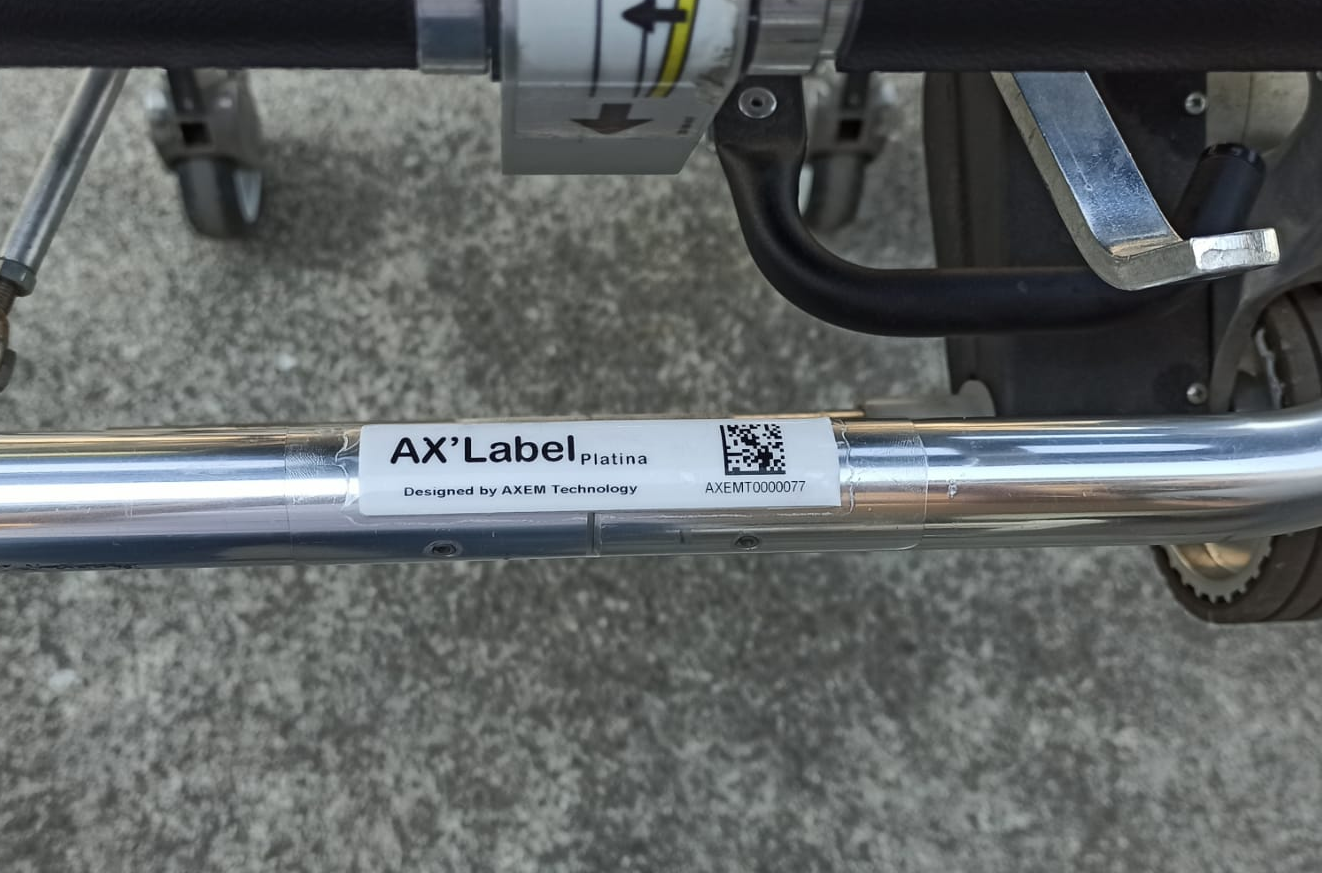 AX'Label Platina
Designed by AXEM Technology
AXEMT0000077